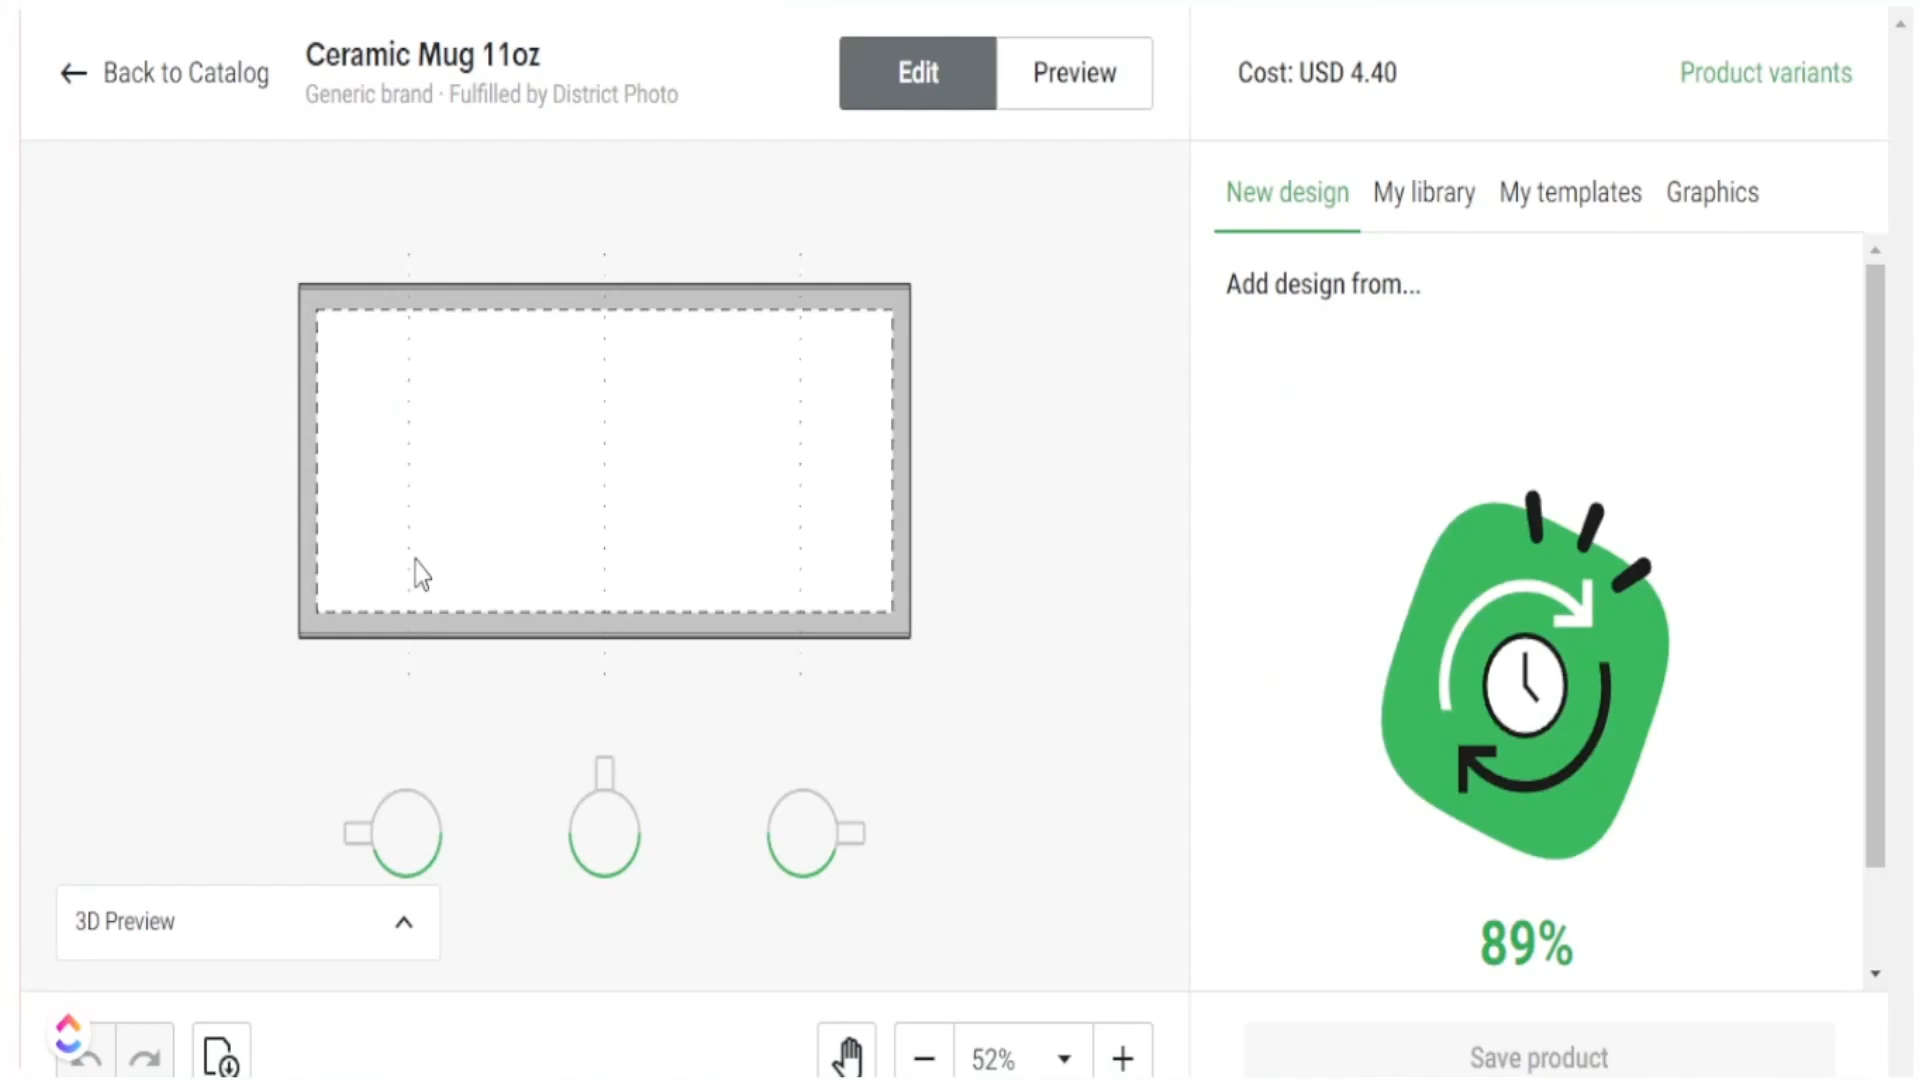 Back to Catalog
Ceramic Mug 11oz
Generic brand · Fulfilled by District Photo
Edit
Preview
Cost: USD 4.40
Product variants
New design
My library
My templates
Graphics
Add design from...
89%
3D Preview
52%
Save product